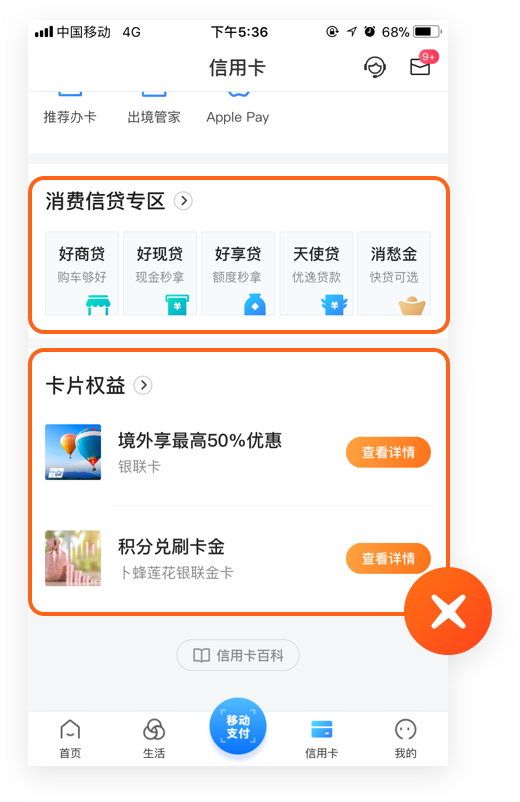 中国移动 4G 下午5:36 68%
信用卡
9+
推荐办卡 出境管家 Apple Pay
消费信贷专区
好商贷 好现贷 好享贷 天使贷 消愁金
购车够好 现金秒拿 额度秒拿 优逸贷款 快贷可选
¥ ¥
卡片权益
境外享最高50%优惠
银联卡
查看详情
积分兑刷卡金
卜蜂莲花银联金卡
查看详情
信用卡百科
移动
支付
首页 生活 信用卡 我的